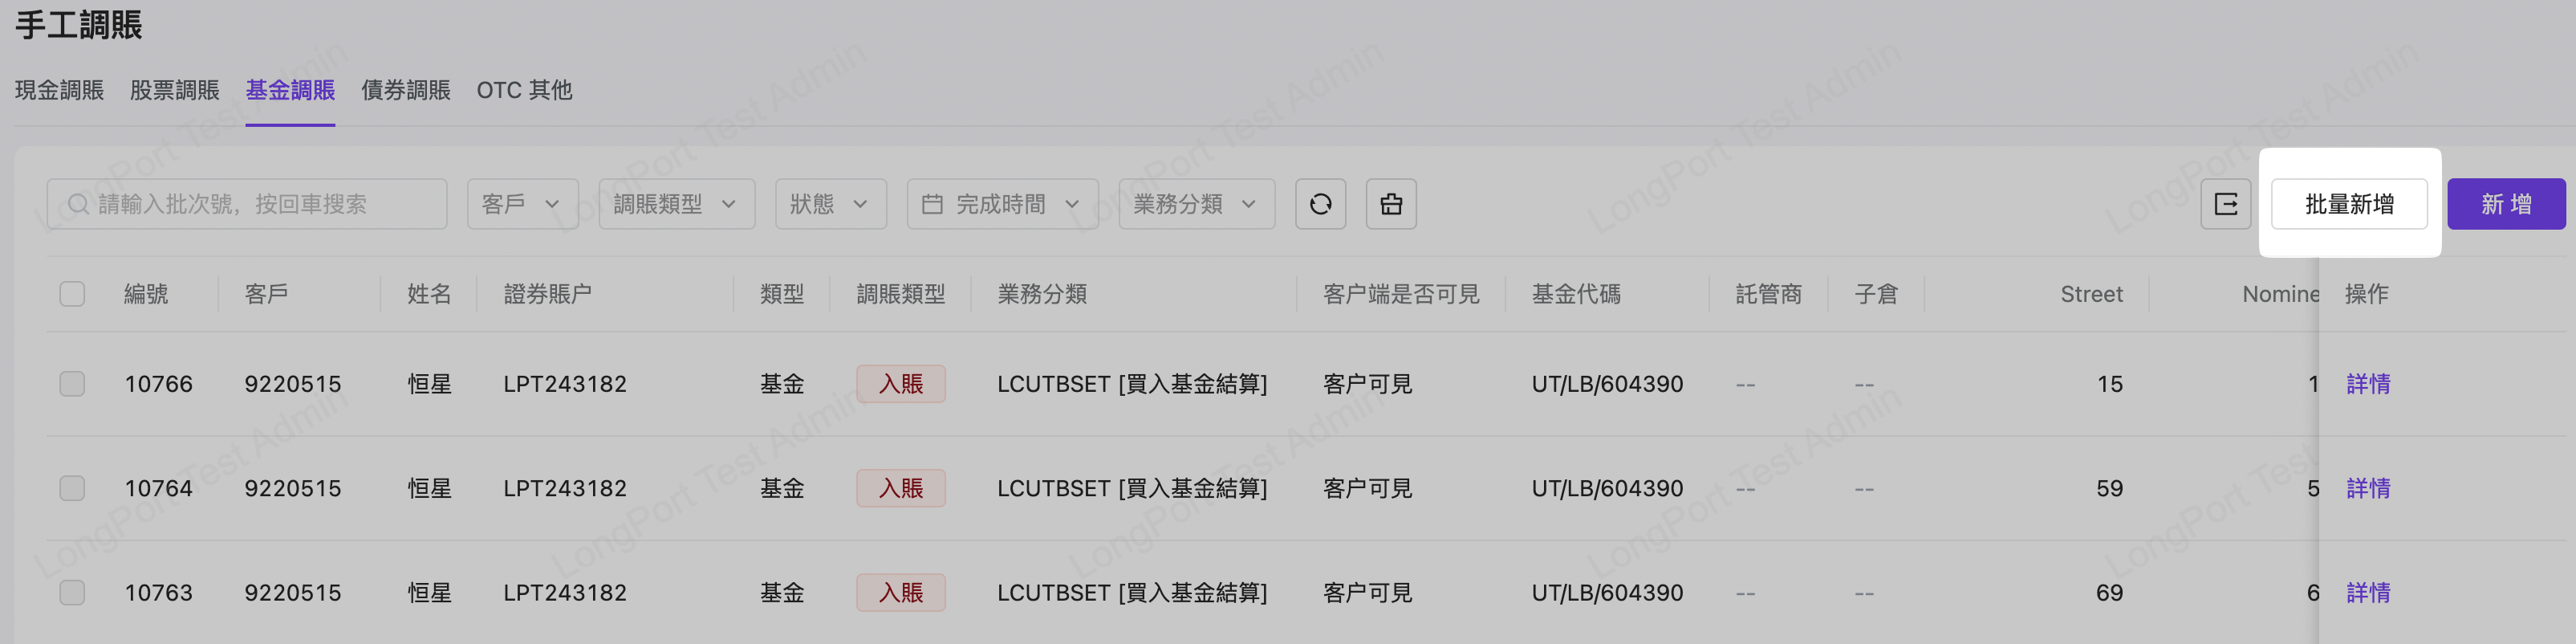 手工調賬
現金調賬 股票調賬 基金調賬 債券調賬 OTC 其他
請輸入批次號，按回車搜索 客戶 調賬類型 狀態 完成時間 業務分類 批量新增 新 增
編號 客戶 姓名 證券賬户 類型 調賬類型 業務分類 客户端是否可見 基金代碼 託管商 子倉 Street Nomine 操作
10766 9220515 恒星 LPT243182 基金 入賬 LCUTBSET [買入基金結算] 客户可見 UT/LB/604390 -- -- 15 1 詳情
10764 9220515 恒星 LPT243182 基金 入賬 LCUTBSET [買入基金結算] 客户可見 UT/LB/604390 -- -- 59 5 詳情
10763 9220515 恒星 LPT243182 基金 入賬 LCUTBSET [買入基金結算] 客户可見 UT/LB/604390 -- -- 69 6 詳情
LongPort Test Admin